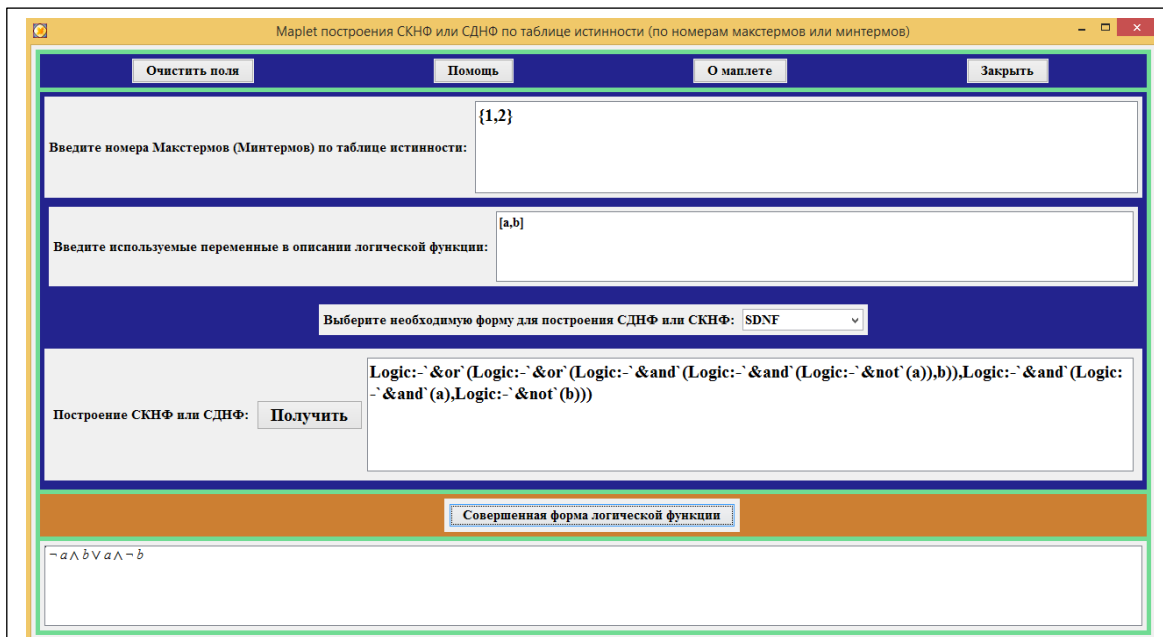 Maplet построения СКНФ или СДНФ по таблице истинности (по номерам макстермов или минтермов)
Очистить поля Помощь О маплете Закрыть
{1,2}
Введите номера Макстермов (Минтермов) по таблице истинности:
[a,b]
Введите используемые переменные в описании логической функции:
Выберите необходимую форму для построения СДНФ или СКНФ: SDNF
Logic:-`&or`(Logic:-`&or`(Logic:-`&and`(Logic:-`&and`(Logic:-`&not`(a)),b)),Logic:-`&and`(Logic:
-`&and`(a),Logic:-`&not`(b)))
Построение СКНФ или СДНФ: Получить
Совершенная форма логической функции
¬a∧b∨a∧¬b